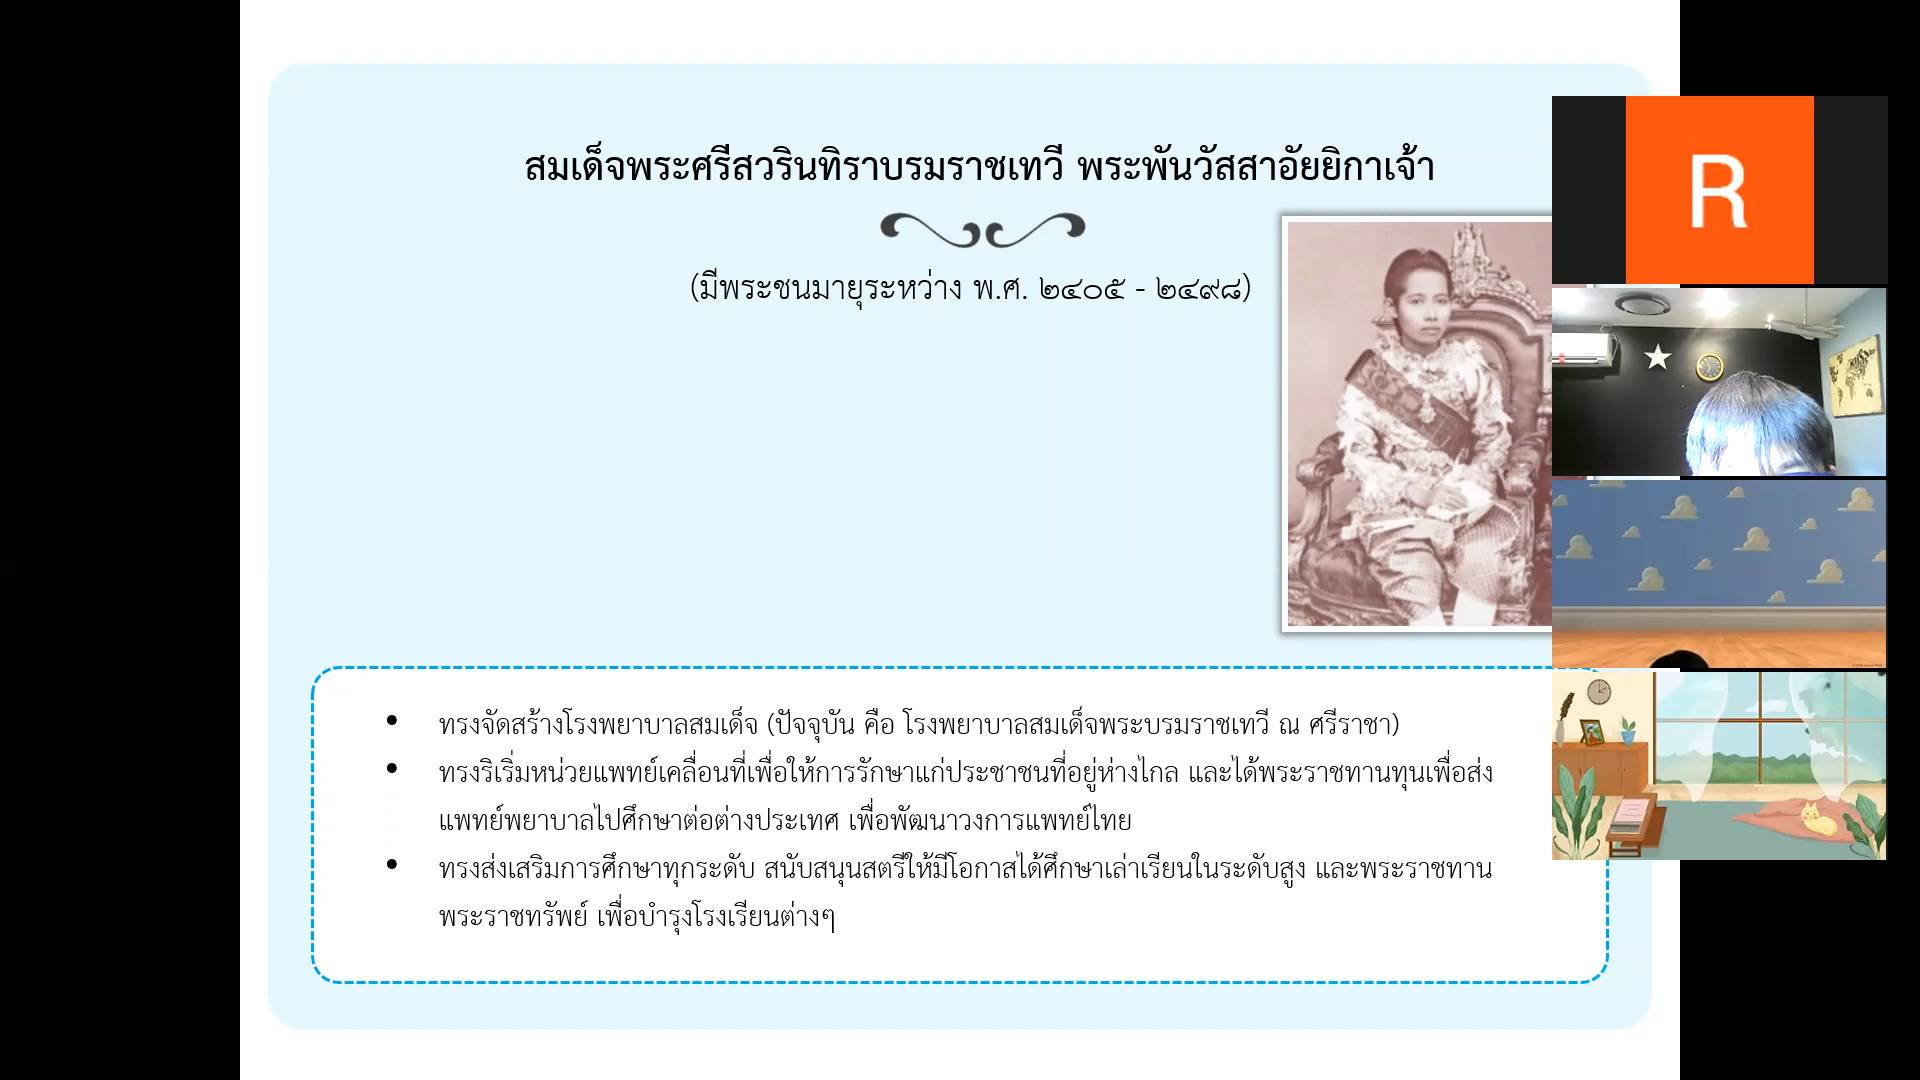 สมเด็จพระศรีสวรินทิราบรมราชเทวี พระพันวัสสาอัยยิกาเจ้า
(มีพระชนมายุระหว่าง พ.ศ. ๒๔๐๕ - ๒๔๙๘)
R
• ทรงจัดสร้างโรงพยาบาลสมเด็จ (ปัจจุบัน คือ โรงพยาบาลสมเด็จพระบรมราชเทวี ณ ศรีราชา)
• ทรงริเริ่มหน่วยแพทย์เคลื่อนที่เพื่อให้การรักษาแก่ประชาชนที่อยู่ห่างไกล และได้พระราชทานทุนเพื่อส่ง
แพทย์พยาบาลไปศึกษาต่อต่างประเทศ เพื่อพัฒนาวงการแพทย์ไทย
• ทรงส่งเสริมการศึกษาทุกระดับ สนับสนุนสตรีให้มีโอกาสได้ศึกษาเล่าเรียนในระดับสูง และพระราชทาน
พระราชทรัพย์ เพื่อบำรุงโรงเรียนต่างๆ